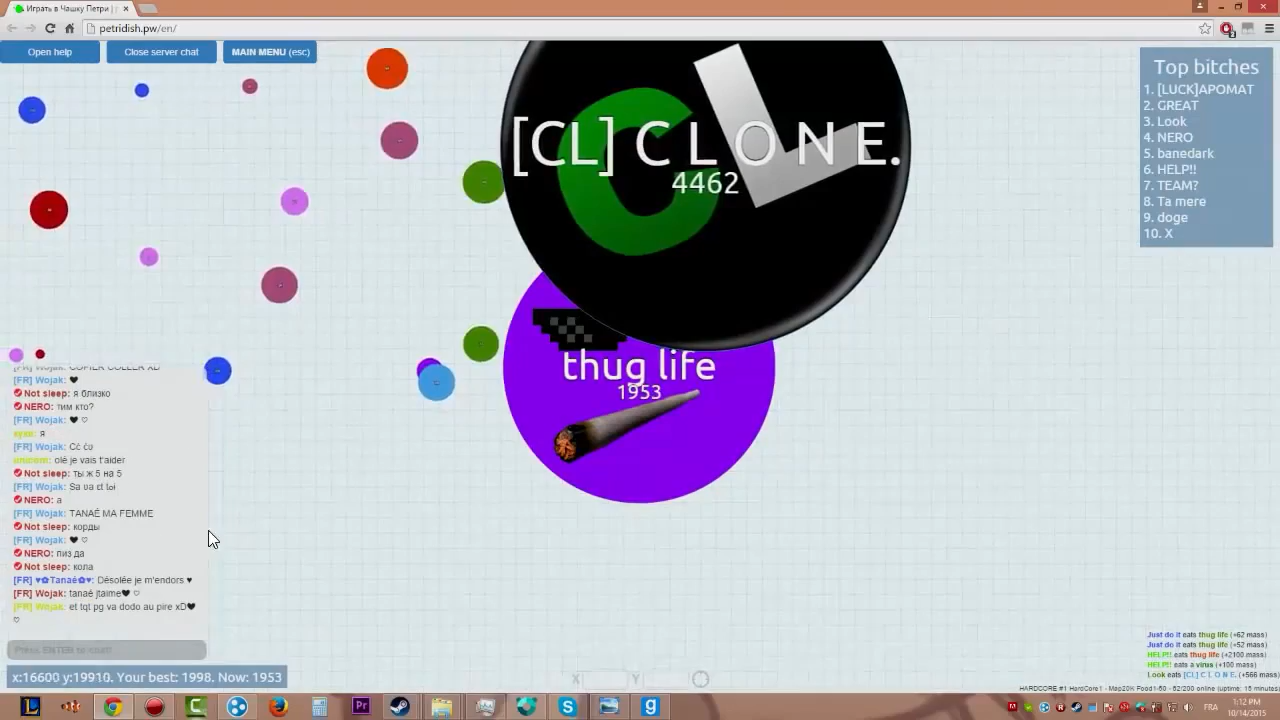 Играть в Чашку Петри (
petridish.pw/en/
Open help
Close server chat
MAIN MENU (esc)
Top bitches
1. [LUCK]APOMAT
2. GREAT
3. Look
4. NERO
5. banedark
6. HELP!!
7. TEAM?
8. Ta mere
9. doge
10. X
[CL] C L O N E.
4462
thug life
1953
[FR] Wojak: ♥
Not sleep: я близко
NERO: тим кто?
[FR] Wojak: ♥ ♡
я
[FR] Wojak:
olé je vais t'aider
Not sleep: ты ж 5 на 5
[FR] Wojak:
NERO: а
[FR] Wojak: TANAÉ MA FEMME
Not sleep: корды
[FR] Wojak: ♥ ♡
NERO: пиз да
Not sleep: кола
[FR] ♥✿Tanaé✿♥: Désolée je m'endors ♥
[FR] Wojak: tanaé jtaime♥ ♡
[FR] Wojak: et tqt pg va dodo au pire xD♥
♡
Press ENTER to chat!
x:16600 y:19910. Your best: 1998. Now: 1953
X Y
Just do it eats thug life (+62 mass)
Just do it eats thug life (+52 mass)
HELP!! eats thug life (+2100 mass)
HELP!! eats a virus (+100 mass)
Look eats [CL] C L O N E. (+566 mass)
FRA
1:12 PM
10/14/2015